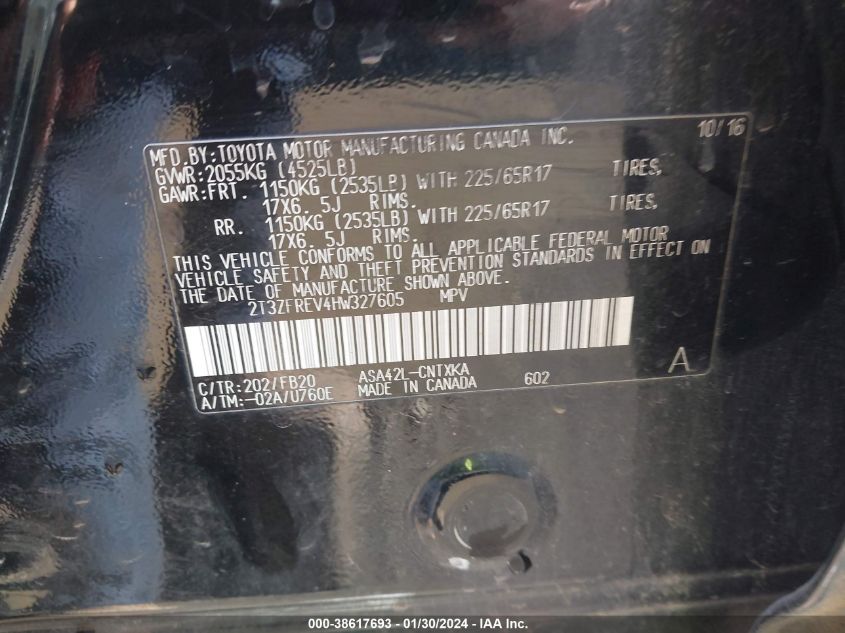 MFD.BY:TOYOTA MOTOR MANUFACTURING CANADA INC. 10/16
GVWR:2055KG (4525LB)
GAWR:FRT. 1150KG (2535LB) WITH 225/65R17 TIRES,
17X6. 5J RIMS.
RR. 1150KG (2535LB) WITH 225/65R17 TIRES,
17X6. 5J RIMS.
THIS VEHICLE CONFORMS TO ALL APPLICABLE FEDERAL MOTOR
VEHICLE SAFETY AND THEFT PREVENTION STANDARDS IN EFFECT ON
THE DATE OF MANUFACTURE SHOWN ABOVE.
2T3ZFREV4HW327605 MPV
C/TR:202/FB20 ASA42L-CNTXKA A
A/TM:-02A/U760E MADE IN CANADA 602
000-38617693 - 01/30/2024 - IAA Inc.